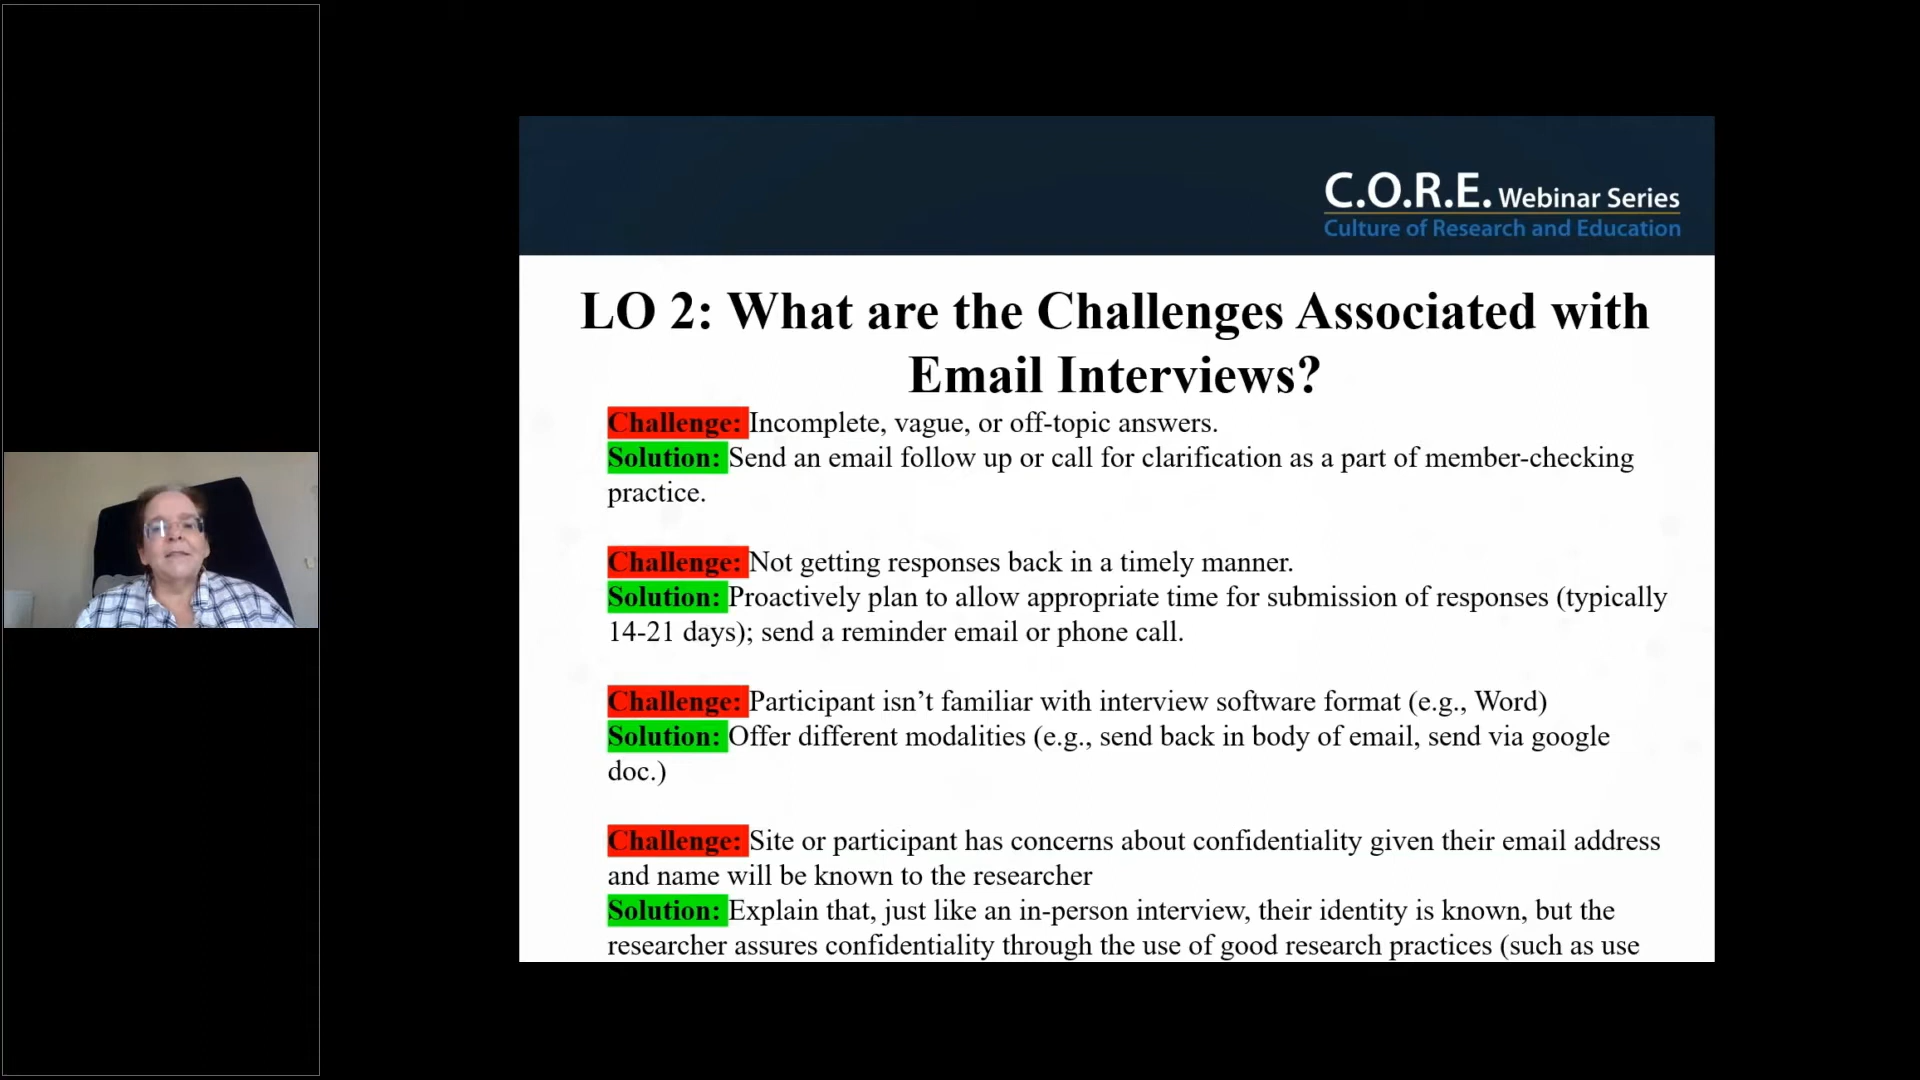 C.O.R.E. Webinar Series
Culture of Research and Education
LO 2: What are the Challenges Associated with
Email Interviews?
Challenge: Incomplete, vague, or off-topic answers.
Solution: Send an email follow up or call for clarification as a part of member-checking
practice.
Challenge: Not getting responses back in a timely manner.
Solution: Proactively plan to allow appropriate time for submission of responses (typically
14-21 days); send a reminder email or phone call.
Challenge: Participant isn’t familiar with interview software format (e.g., Word)
Solution: Offer different modalities (e.g., send back in body of email, send via google
doc.)
Challenge: Site or participant has concerns about confidentiality given their email address
and name will be known to the researcher
Solution: Explain that, just like an in-person interview, their identity is known, but the
researcher assures confidentiality through the use of good research practices (such as use